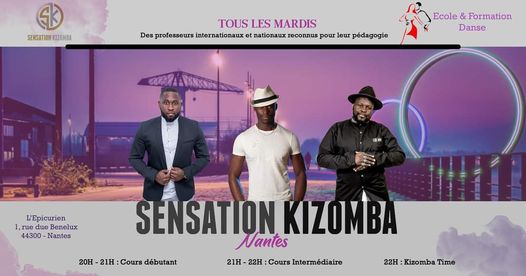 SK
SENSATION KIZOMBA
TOUS LES MARDIS
Des professeurs internationaux et nationaux reconnus pour leur pédagogie
Ecole & Formation
Danse
L'Epicurien
1, rue due Benelux
44300 - Nantes
SENSATION KIZOMBA
Nantes
20H - 21H : Cours débutant
21H - 22H : Cours Intermédiaire
22H : Kizomba Time